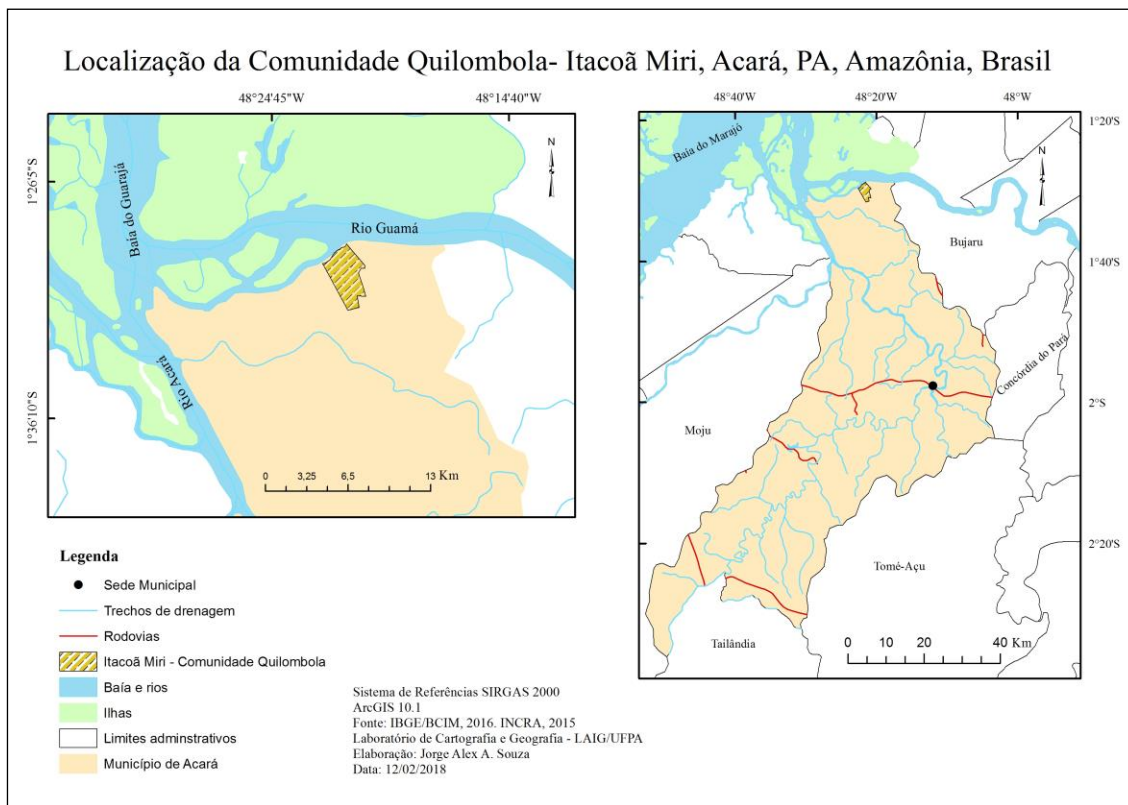 Localização da Comunidade Quilombola- Itacoã Miri, Acará, PA, Amazônia, Brasil
48°24'45"W
48°14'40"W
1°26'5"S
1°36'10"S
N
Baía do Guarajá
Rio Guamá
Rio Acará
0 3,25 6,5 13 Km
48°40'W
48°20'W
48°W
1°20'S
1°40'S
2°S
2°20'S
N
Baía do Marajó
Bujaru
Concórdia do Pará
Moju
Tomé-Açu
Tailândia
0 10 20 40 Km
Legenda
Sede Municipal
Trechos de drenagem
Rodovias
Itacoã Miri - Comunidade Quilombola
Baía e rios
Ilhas
Limites adminstrativos
Município de Acará
Sistema de Referências SIRGAS 2000
ArcGIS 10.1
Fonte: IBGE/BCIM, 2016. INCRA, 2015
Laboratório de Cartografia e Geografia - LAIG/UFPA
Elaboração: Jorge Alex A. Souza
Data: 12/02/2018